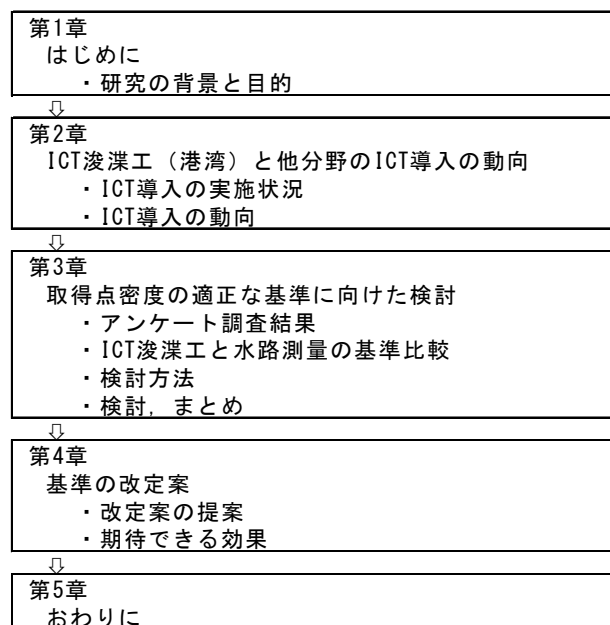 第1章
はじめに
・研究の背景と目的
⇩
第2章
ICT浚渫工（港湾）と他分野のICT導入の動向
・ICT導入の実施状況
・ICT導入の動向
⇩
第3章
取得点密度の適正な基準に向けた検討
・アンケート調査結果
・ICT浚渫工と水路測量の基準比較
・検討方法
・検討，まとめ
⇩
第4章
基準の改定案
・改定案の提案
・期待できる効果
⇩
第5章
おわりに